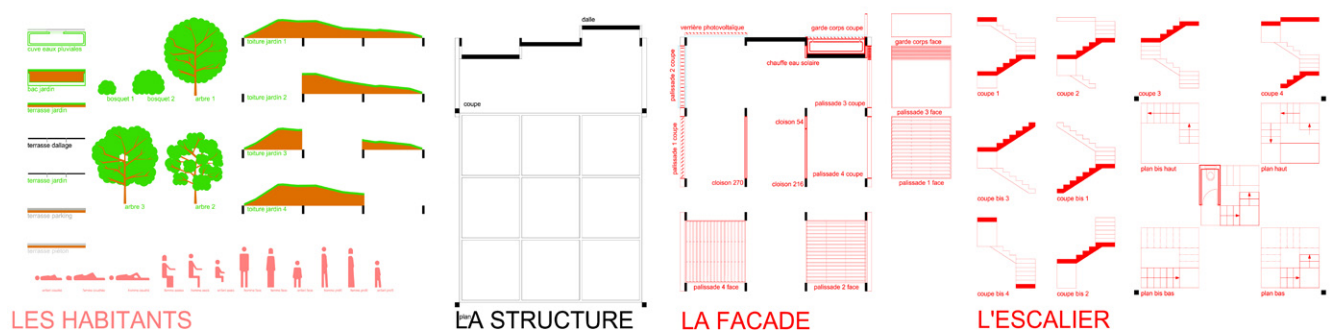 cuve eaux pluviales
bac jardin
terrasse jardin
terrasse dallage
terrasse jardin
terrasse parking
bosquet 1
bosquet 2
arbre 1
arbre 3
arbre 2
toiture jardin 1
toiture jardin 2
toiture jardin 3
toiture jardin 4
LES HABITANTS
dalle
coupe
plan
LA STRUCTURE
verrière photovoltaïque
garde corps coupe
chauffe eau solaire
palissade 2 coupe
palissade 3 coupe
palissade 1 coupe
cloison 54
palissade 4 coupe
cloison 270
cloison 216
palissade 4 face
palissade 2 face
garde corps face
palissade 3 face
palissade 1 face
LA FACADE
coupe 1
coupe 2
coupe 3
coupe 4
plan bis haut
plan haut
coupe bis 3
coupe bis 1
coupe bis 4
coupe bis 2
plan bis bas
plan bas
L'ESCALIER